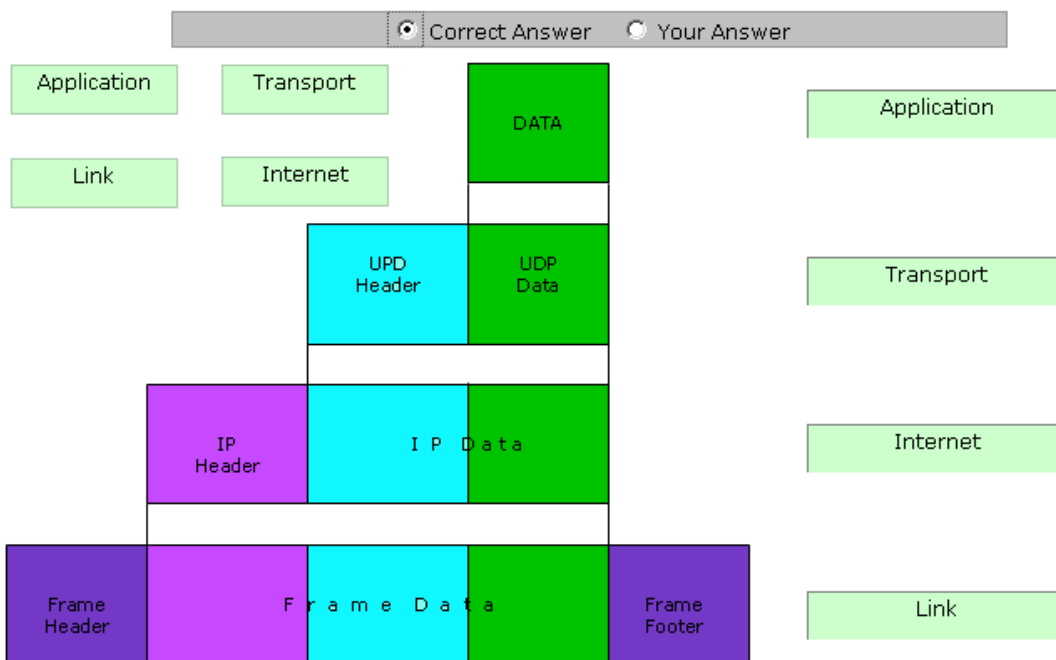 Correct Answer Your Answer
Application Transport
Link Internet
DATA
Application
UPD
Header
UDP
Data
Transport
IP
Header
IP Data
Internet
Frame
Header
Frame Data
Frame
Footer
Link